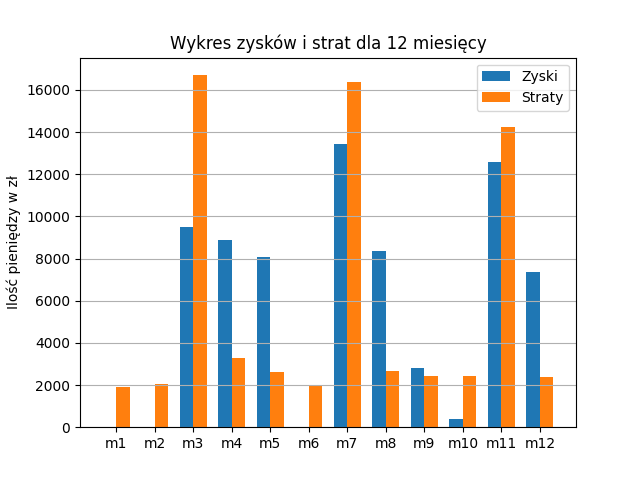 Wykres zysków i strat dla 12 miesięcy
Zyski
Straty
Ilość pieniędzy w zł
16000
14000
12000
10000
8000
6000
4000
2000
0
m1 m2 m3 m4 m5 m6 m7 m8 m9 m10 m11 m12